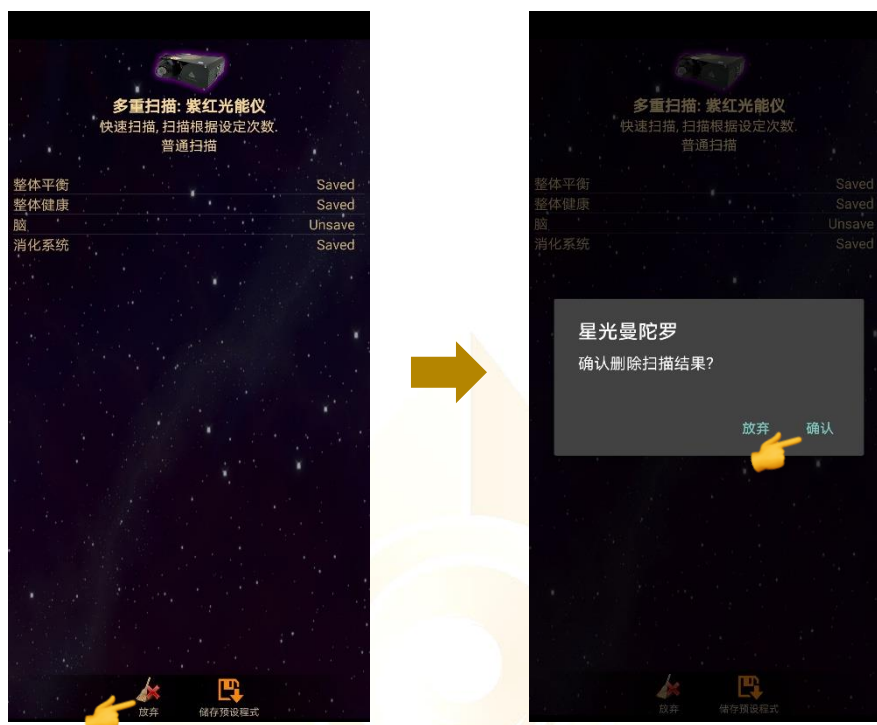 多重扫描: 紫红光能仪
快速扫描, 扫描根据设定次数.
普通扫描
整体平衡 Saved
整体健康 Saved
脑 Unsave
消化系统 Saved
放弃 储存预设程式
多重扫描: 紫红光能仪
快速扫描, 扫描根据设定次数.
普通扫描
整体平衡 Saved
整体健康 Saved
脑 Unsave
消化系统 Saved
星光曼陀罗
确认删除扫描结果?
放弃 确认
放弃 储存预设程式